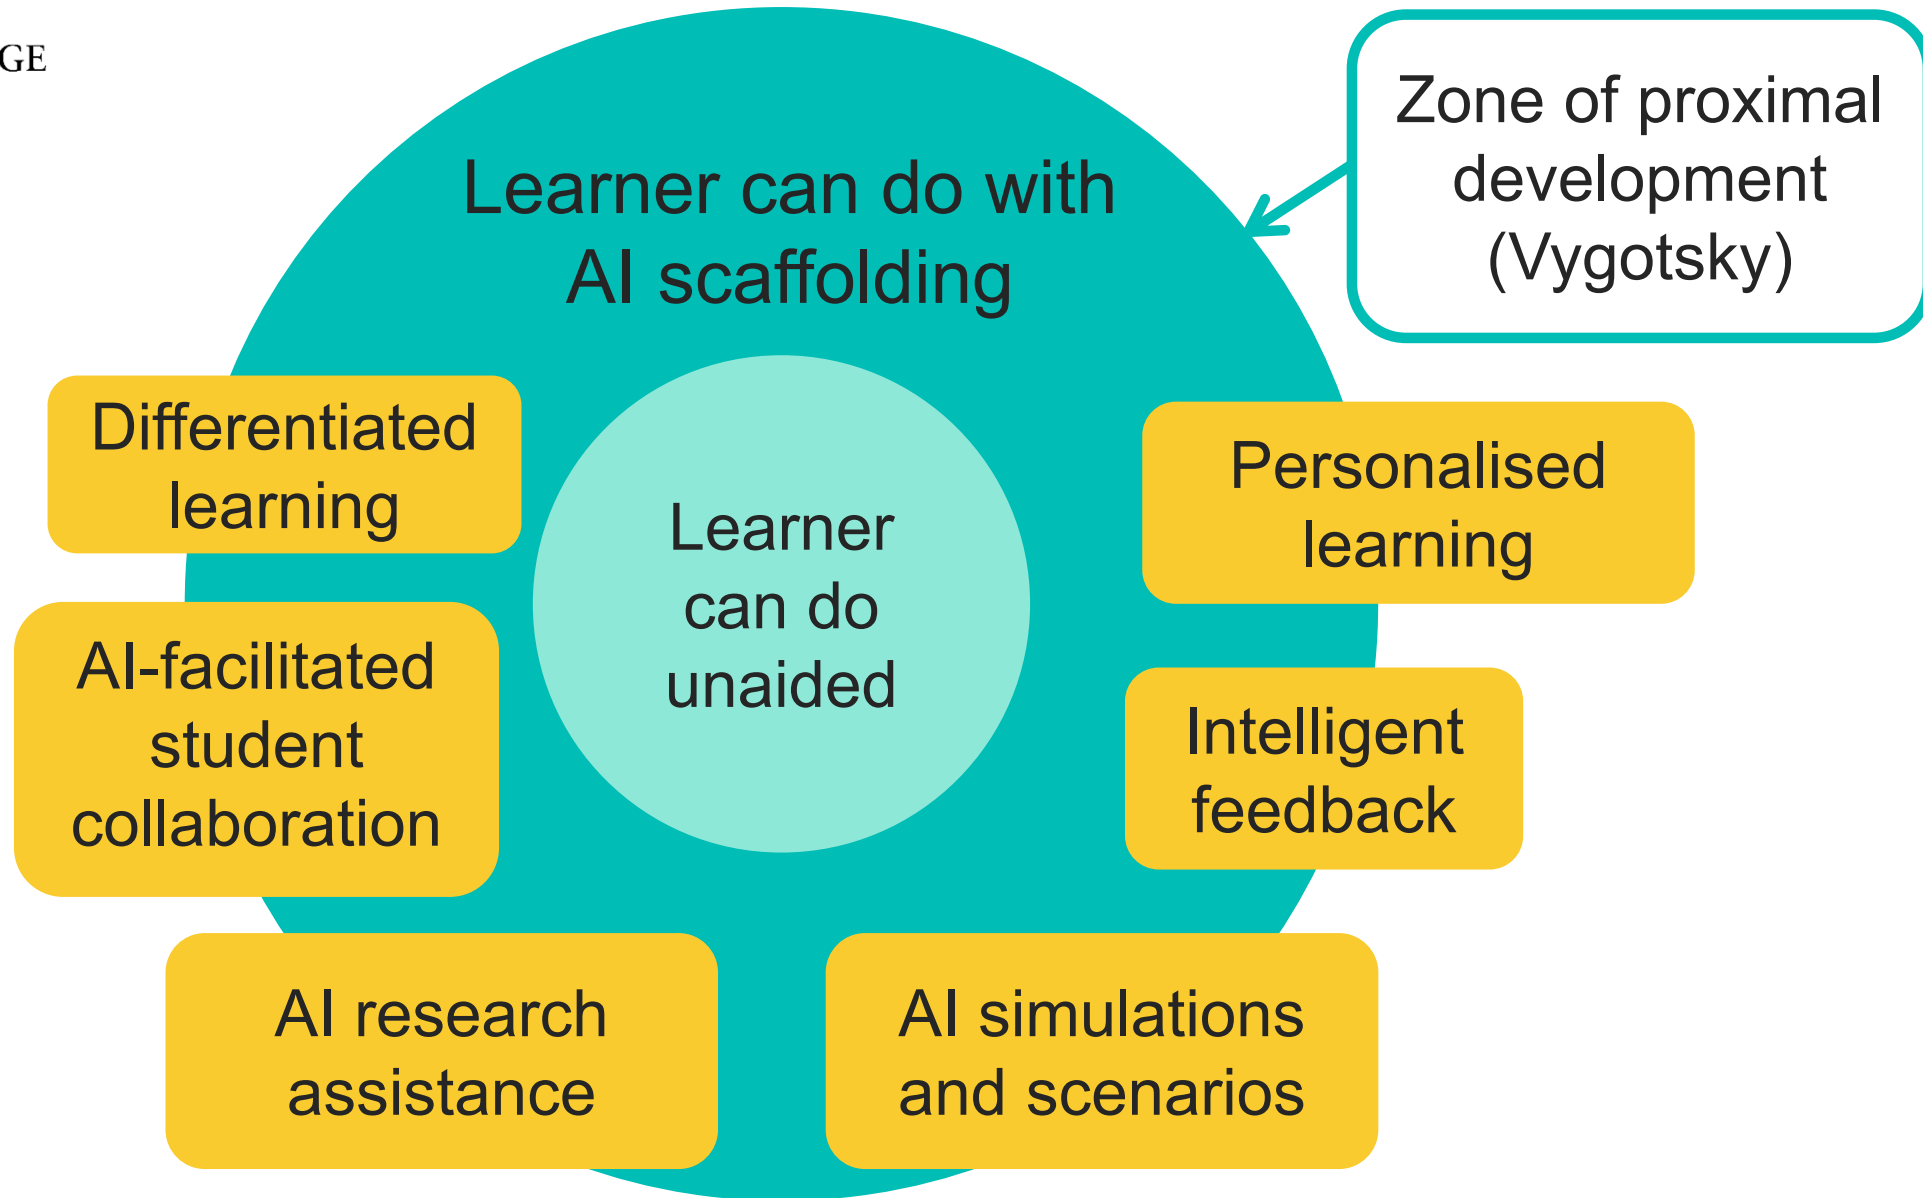 GE
Zone of proximal
development
(Vygotsky)
Learner can do with
AI scaffolding
Differentiated
learning
Personalised
learning
Learner
can do
unaided
AI-facilitated
student
collaboration
Intelligent
feedback
AI research
assistance
AI simulations
and scenarios